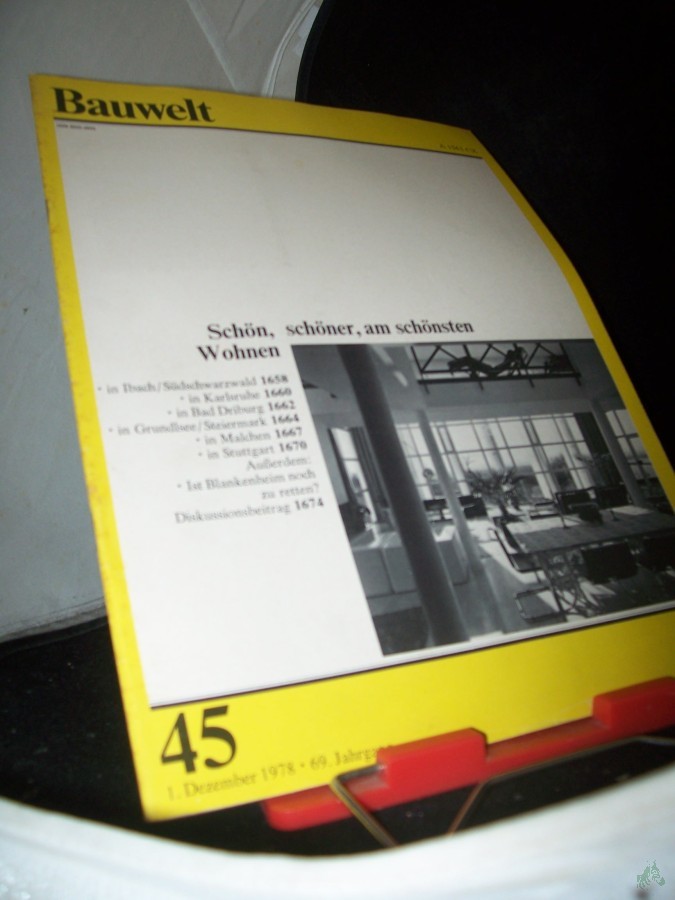 Bauwelt
Schön, schöner, am schönsten
Wohnen
• in Ibach/Südschwarzwald 1658
• in Karlsruhe 1660
• in Bad Driburg 1662
• in Grundlsee/Steiermark 1664
• in Malchen 1667
• in Stuttgart 1670
Außerdem:
• Ist Blankenheim noch
zu retten?
Diskussionsbeitrag 1674
45
1. Dezember 1978 • 69. Jahrga